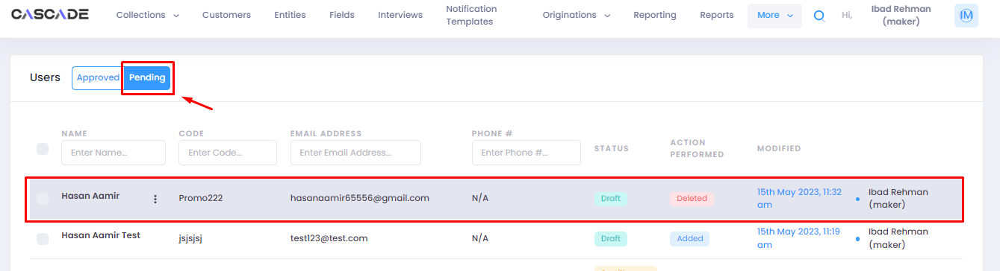 CASCADE
Collections
Customers
Entities
Fields
Interviews
Notification
Templates
Originations
Reporting
Reports
More
Hi,
Ibad Rehman
(maker)
IM
Users
Approved
Pending
NAME
CODE
EMAIL ADDRESS
PHONE #
STATUS
ACTION
PERFORMED
MODIFIED
Enter Name...
Enter Code...
Enter Email Address...
Enter Phone #...
Hasan Aamir
Promo222
hasanaamir65556@gmail.com
N/A
Draft
Deleted
15th May 2023, 11:32
am
Ibad Rehman
(maker)
Hasan Aamir Test
jsjsjsj
test123@test.com
N/A
Draft
Added
15th May 2023, 11:19
am
Ibad Rehman
(maker)